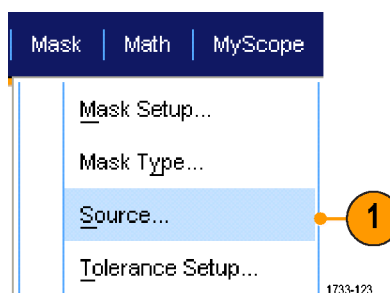 Mask Math MyScope
Mask Setup...
Mask Type...
Source...
1
Tolerance Setup...
1733-123